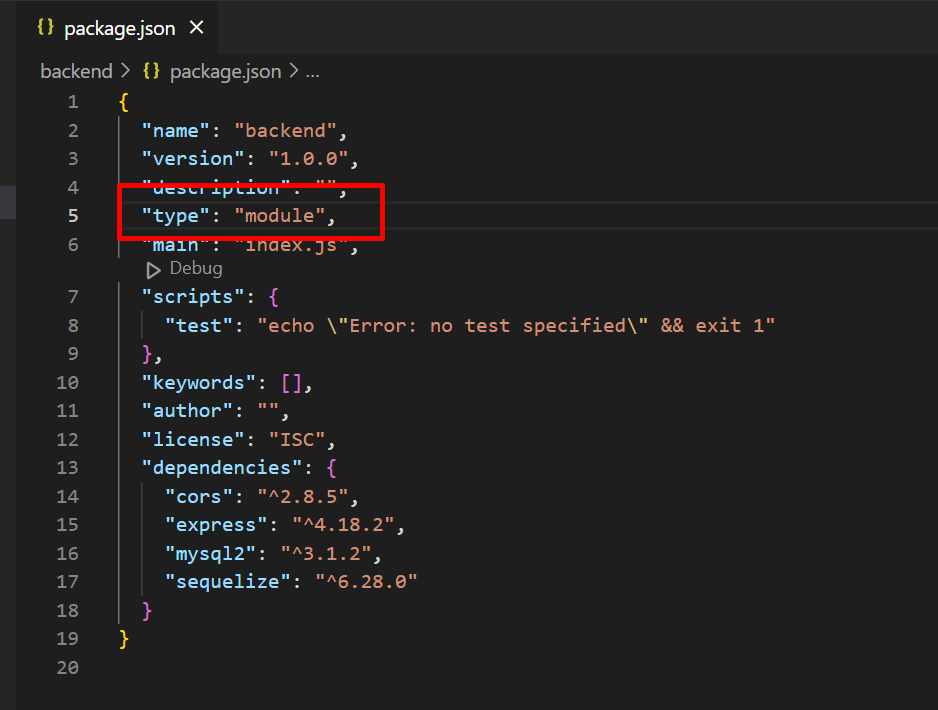 {} package.json ×
backend > {} package.json > ...
1 {
2 "name": "backend",
3 "version": "1.0.0",
4 "description": "",
5 "type": "module",
6 "main": "index.js",
Debug
7 "scripts": {
8 "test": "echo \"Error: no test specified\" && exit 1"
9 },
10 "keywords": [],
11 "author": "",
12 "license": "ISC",
13 "dependencies": {
14 "cors": "^2.8.5",
15 "express": "^4.18.2",
16 "mysql2": "^3.1.2",
17 "sequelize": "^6.28.0"
18 }
19 }
20